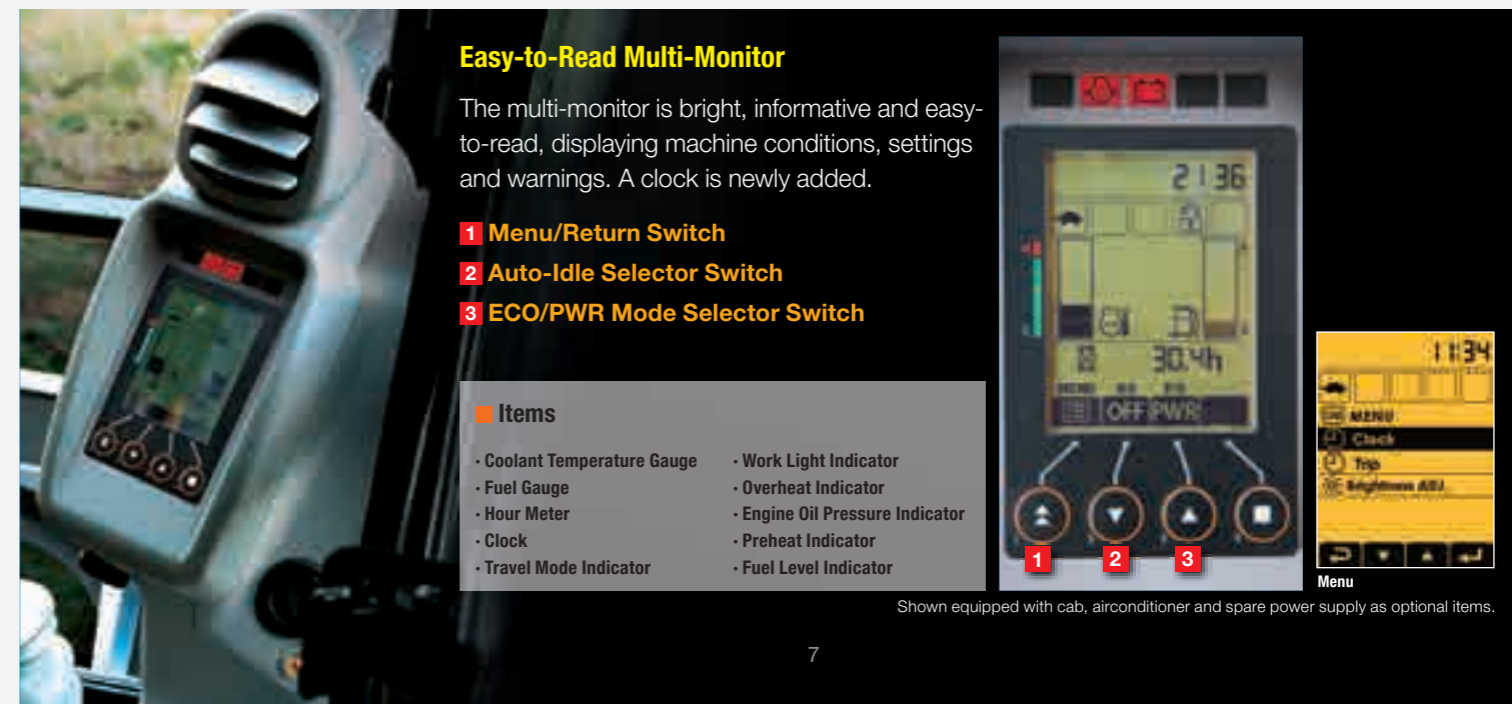 Easy-to-Read Multi-Monitor
The multi-monitor is bright, informative and easy-
to-read, displaying machine conditions, settings
and warnings. A clock is newly added.
1 Menu/Return Switch
2 Auto-Idle Selector Switch
3 ECO/PWR Mode Selector Switch
Items
· Coolant Temperature Gauge
· Fuel Gauge
· Hour Meter
· Clock
· Travel Mode Indicator
· Work Light Indicator
· Overheat Indicator
· Engine Oil Pressure Indicator
· Preheat Indicator
· Fuel Level Indicator
21 36
30.4h
MENU
OFF PWR
1 2 3
11:34
MENU
Clock
Trip
Brightness ADJ.
Menu
Shown equipped with cab, airconditioner and spare power supply as optional items.
7